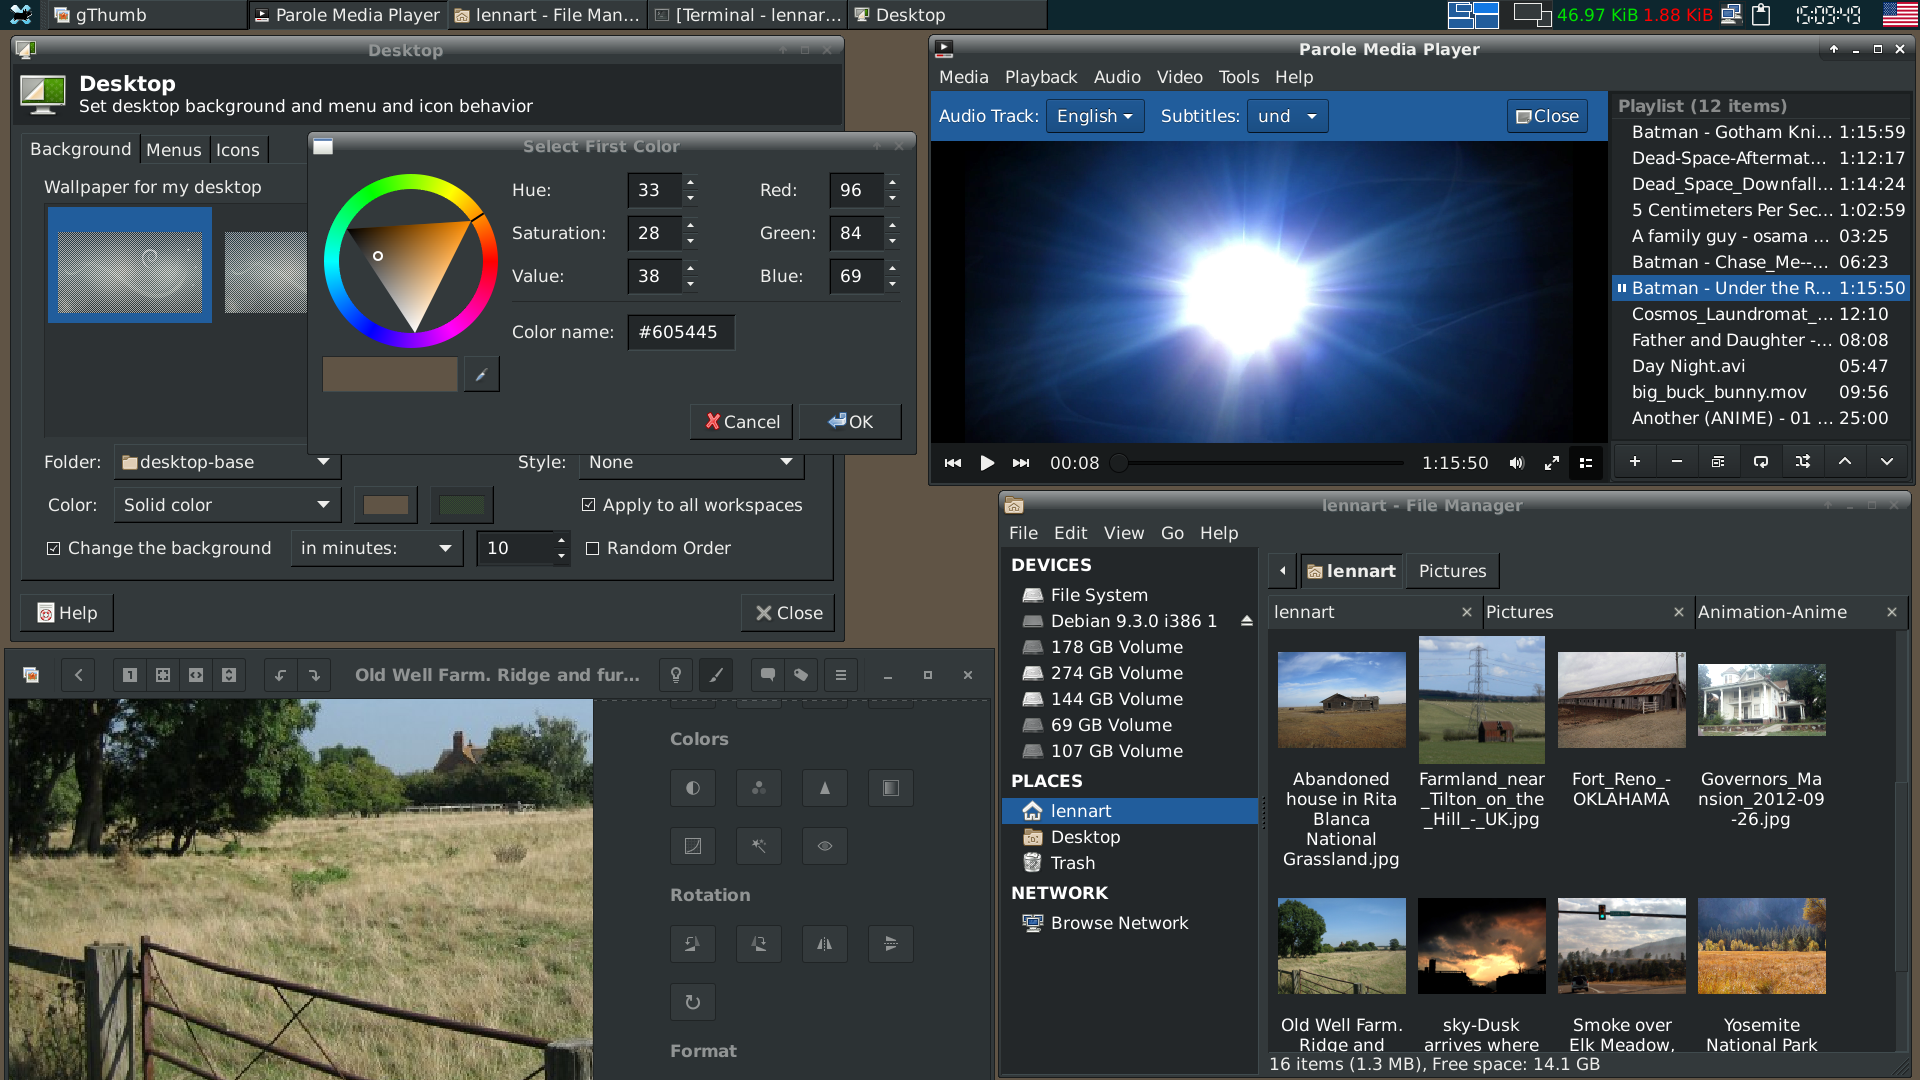 gThumb
Parole Media Player
lennart - File Man...
[Terminal - lennar...
Desktop
46.97 KiB 1.88 KiB
15:09:49
Desktop
Desktop
Set desktop background and menu and icon behavior
Background
Menus
Icons
Wallpaper for my desktop
Select First Color
Hue: 33
Red: 96
Saturation: 28
Green: 84
Value: 38
Blue: 69
Color name: #605445
Cancel
OK
Folder: desktop-base
Style: None
Color: Solid color
Apply to all workspaces
Change the background in minutes: 10
Random Order
Help
Close
Parole Media Player
Media Playback Audio Video Tools Help
Audio Track: English
Subtitles: und
Close
00:08
1:15:50
Playlist (12 items)
Batman - Gotham Kni... 1:15:59
Dead-Space-Aftermat... 1:12:17
Dead_Space_Downfall... 1:14:24
5 Centimeters Per Sec... 1:02:59
A family guy - osama ... 03:25
Batman - Chase_Me--... 06:23
Batman - Under the R... 1:15:50
Cosmos_Laundromat_... 12:10
Father and Daughter -... 08:08
Day Night.avi 05:47
big_buck_bunny.mov 09:56
Another (ANIME) - 01 ... 25:00
Old Well Farm. Ridge and fur...
1
Colors
Rotation
Format
lennart - File Manager
File Edit View Go Help
DEVICES
File System
Debian 9.3.0 i386 1
178 GB Volume
274 GB Volume
144 GB Volume
69 GB Volume
107 GB Volume
PLACES
lennart
Desktop
Trash
NETWORK
Browse Network
lennart
Pictures
lennart
Pictures
Animation-Anime
Abandoned
house in Rita
Blanca
National
Grassland.jpg
Farmland_near
_Tilton_on_the
_Hill_-_UK.jpg
Fort_Reno_-
OKLAHAMA
Governors_Ma
nsion_2012-09
-26.jpg
Old Well Farm.
Ridge and
sky-Dusk
arrives where
Smoke over
Elk Meadow,
Yosemite
National Park
16 items (1.3 MB), Free space: 14.1 GB